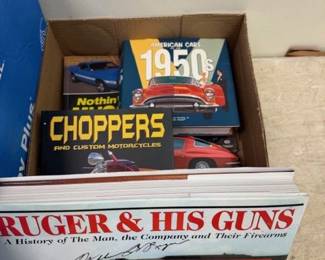 AMERICAN CARS
1950s
Nothin'
CHOPPERS
AND CUSTOM MOTORCYCLES
RUGER & HIS GUNS
A History of The Man, the Company and Their Firearms